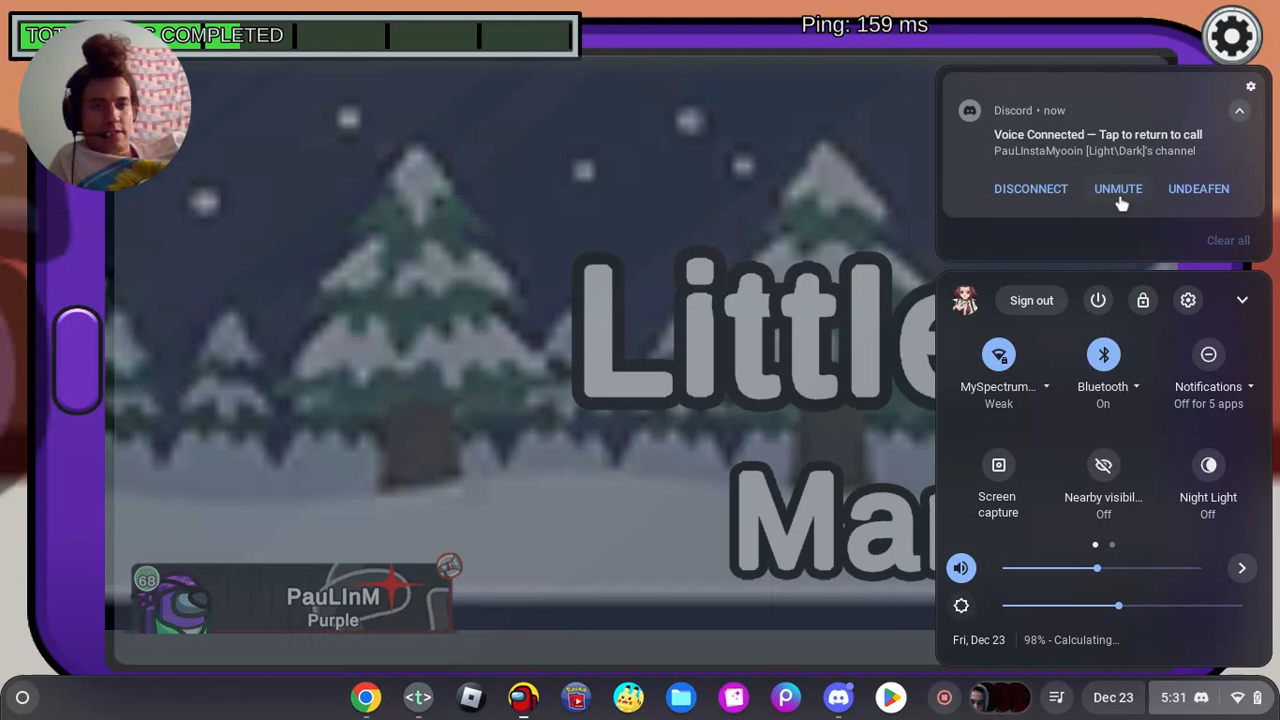 TOT
COMPLETED
Ping: 159 ms
Discord • now
Voice Connected — Tap to return to call
PauLInstaMyooin [Light\Dark]'s channel
DISCONNECT UNMUTE UNDEAFEN
Clear all
Little
Ma
Sign out
MySpectrum... Bluetooth Notifications
Weak On Off for 5 apps
Screen capture
Nearby visibil...
Off
Night Light
Off
68
PauLInM
Purple
Fri, Dec 23 98% - Calculating...
Dec 23 5:31